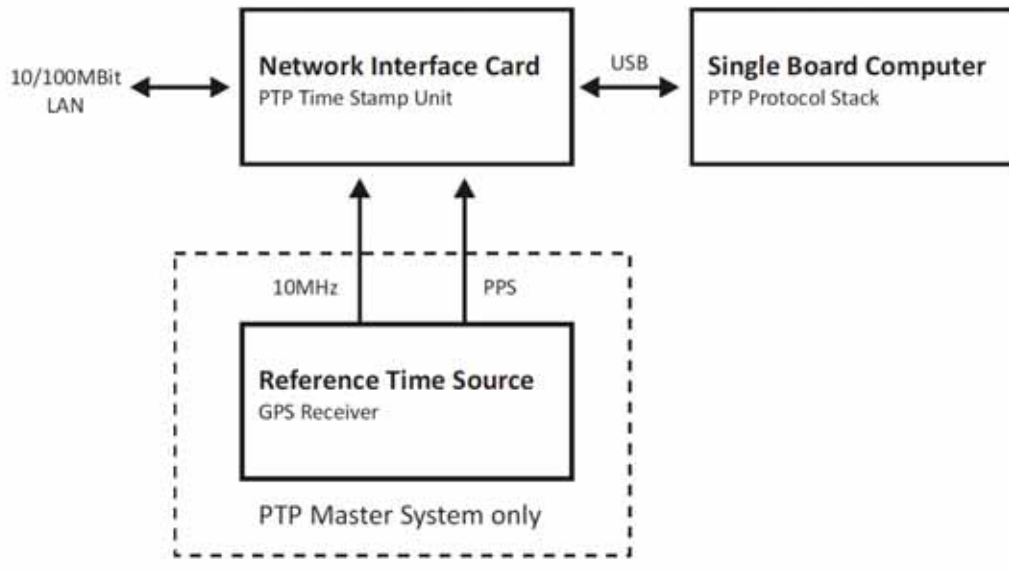 10/100MBit
LAN
Network Interface Card
PTP Time Stamp Unit
USB
Single Board Computer
PTP Protocol Stack
10MHz
PPS
Reference Time Source
GPS Receiver
PTP Master System only